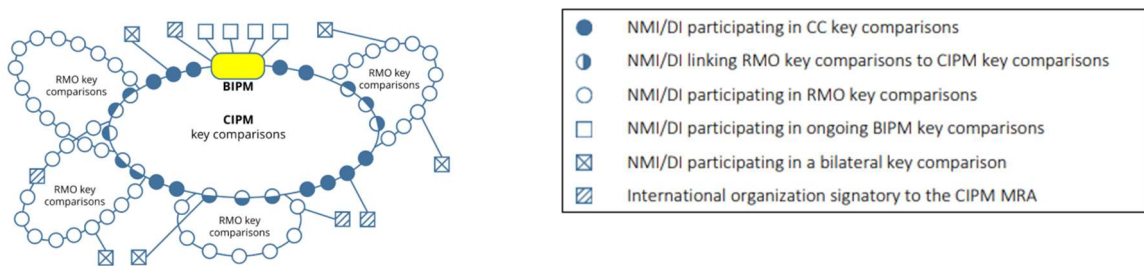 RMO key
comparisons
BIPM
CIPM
key comparisons
RMO key
comparisons
RMO key
comparisons
RMO key
comparisons
NMI/DI participating in CC key comparisons
NMI/DI linking RMO key comparisons to CIPM key comparisons
NMI/DI participating in RMO key comparisons
NMI/DI participating in ongoing BIPM key comparisons
NMI/DI participating in a bilateral key comparison
International organization signatory to the CIPM MRA